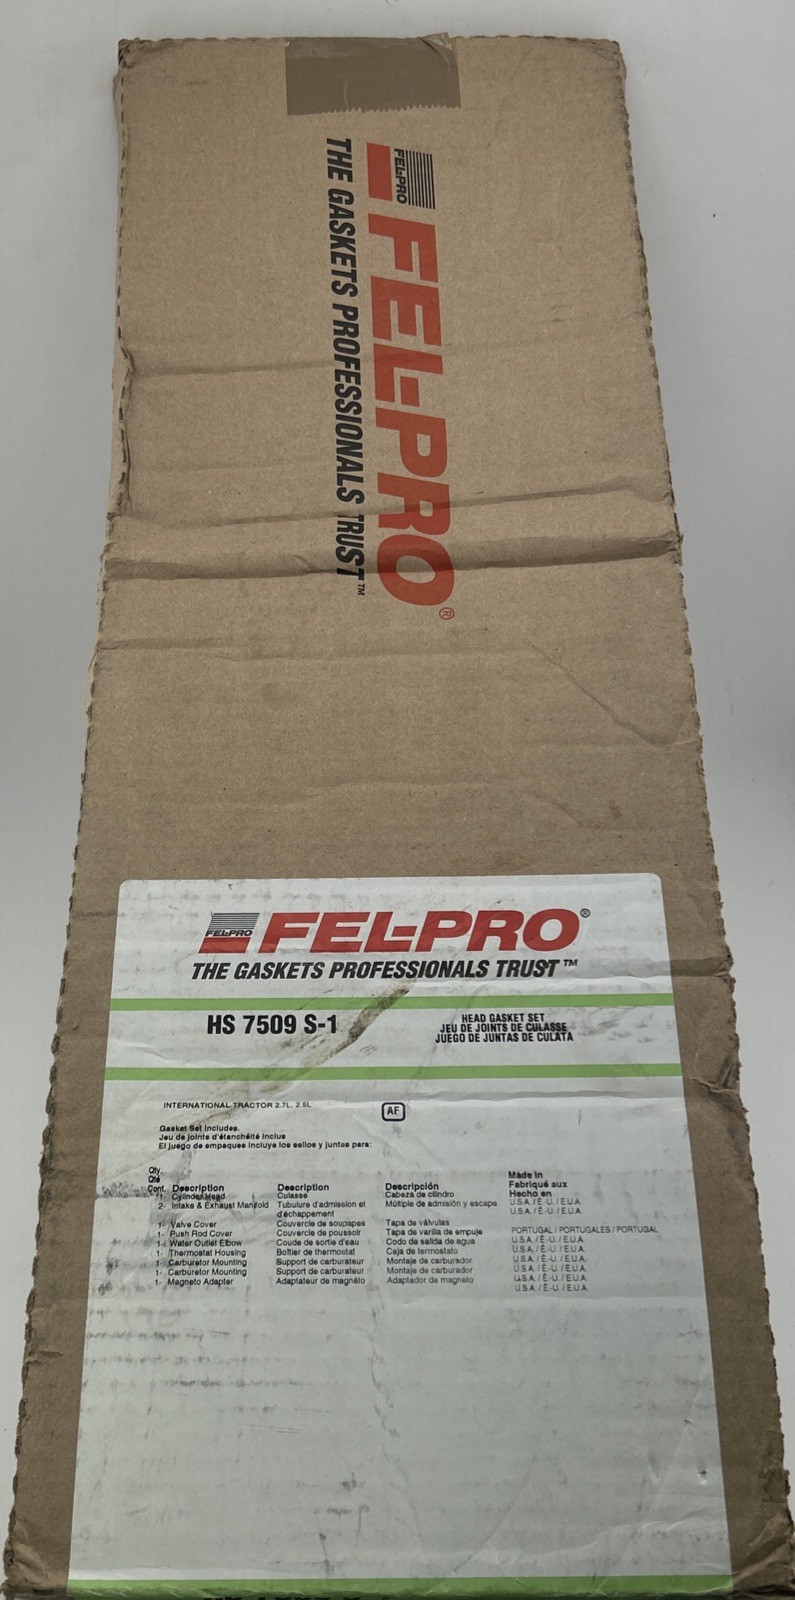 FEL-PRO
FEL-PRO®
THE GASKETS PROFESSIONALS TRUST™
FEL-PRO
FEL-PRO®
THE GASKETS PROFESSIONALS TRUST™
HS 7509 S-1
HEAD GASKET SET
JEU DE JOINTS DE CULASSE
JUEGO DE JUNTAS DE CULATA
INTERNATIONAL TRACTOR 2.7L, 2.5L
AF
Gasket Set Includes.
Jeu de joints d'étanchéité inclus
El juego de empaques incluye los sellos y juntas para:
Qty. Made in
Qté Fabriqué aux
Cont. Description Description Descripción Hecho en
1- Cylinder Head Culasse Cabeza de cilindro U.S.A. / É.-U. / E.U.A.
2- Intake & Exhaust Manifold Tubulure d'admission et Múltiple de admisión y escape U.S.A. / É.-U. / E.U.A.
d'échappement
1- Valve Cover Couvercle de soupapes Tapa de válvulas
1- Push Rod Cover Couvercle de poussoir Tapa de varilla de empuje PORTUGAL / PORTUGALES / PORTUGAL
1- Water Outlet Elbow Coude de sortie d'eau Codo de salida de agua U.S.A. / É.-U. / E.U.A.
1- Thermostat Housing Boîtier de thermostat Caja de termostato U.S.A. / É.-U. / E.U.A.
1- Carburetor Mounting Support de carburateur Montaje de carburador U.S.A. / É.-U. / E.U.A.
1- Carburetor Mounting Support de carburateur Montaje de carburador U.S.A. / É.-U. / E.U.A.
1- Magneto Adapter Adaptateur de magnéto Adaptador de magneto U.S.A. / É.-U. / E.U.A.
U.S.A. / É.-U. / E.U.A.